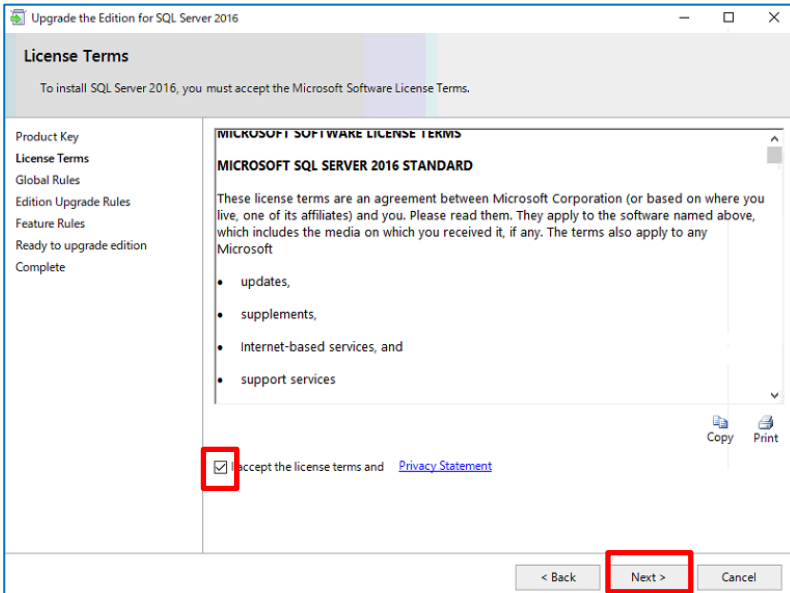 Upgrade the Edition for SQL Server 2016
License Terms
To install SQL Server 2016, you must accept the Microsoft Software License Terms.
Product Key
License Terms
Global Rules
Edition Upgrade Rules
Feature Rules
Ready to upgrade edition
Complete
MICROSOFT SOFTWARE LICENSE TERMS
MICROSOFT SQL SERVER 2016 STANDARD
These license terms are an agreement between Microsoft Corporation (or based on where you
live, one of its affiliates) and you. Please read them. They apply to the software named above,
which includes the media on which you received it, if any. The terms also apply to any
Microsoft
• updates,
• supplements,
• Internet-based services, and
• support services
Copy Print
I accept the license terms and Privacy Statement
< Back Next > Cancel